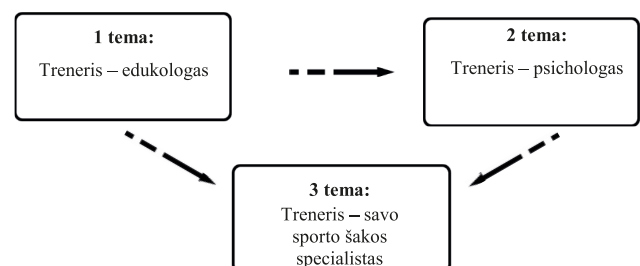 1 tema:
Treneris – edukologas
2 tema:
Treneris – psichologas
3 tema:
Treneris – savo
sporto šakos
specialistas